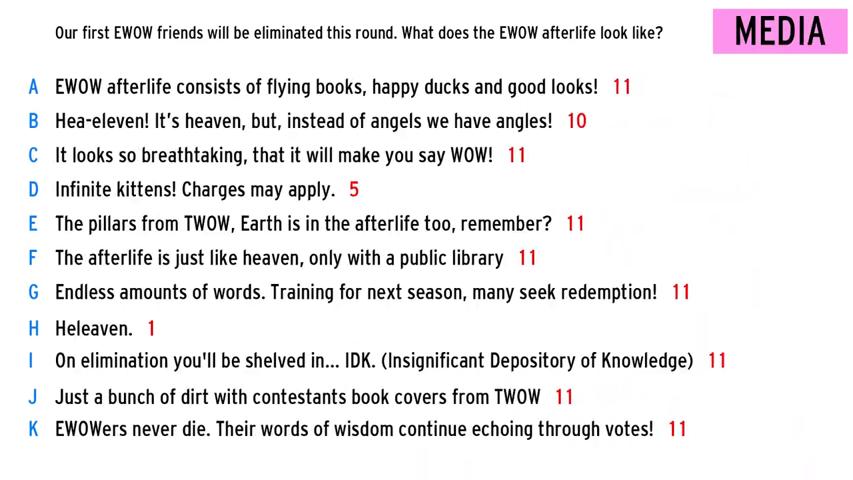 Our first EWOW friends will be eliminated this round. What does the EWOW afterlife look like?
MEDIA
A EWOW afterlife consists of flying books, happy ducks and good looks! 11
B Hea-eleven! It's heaven, but, instead of angels we have angles! 10
C It looks so breathtaking, that it will make you say WOW! 11
D Infinite kittens! Charges may apply. 5
E The pillars from TWOW, Earth is in the afterlife too, remember? 11
F The afterlife is just like heaven, only with a public library 11
G Endless amounts of words. Training for next season, many seek redemption! 11
H Heleaven. 1
I On elimination you'll be shelved in... IDK. (Insignificant Depository of Knowledge) 11
J Just a bunch of dirt with contestants book covers from TWOW 11
K EWOWers never die. Their words of wisdom continue echoing through votes! 11